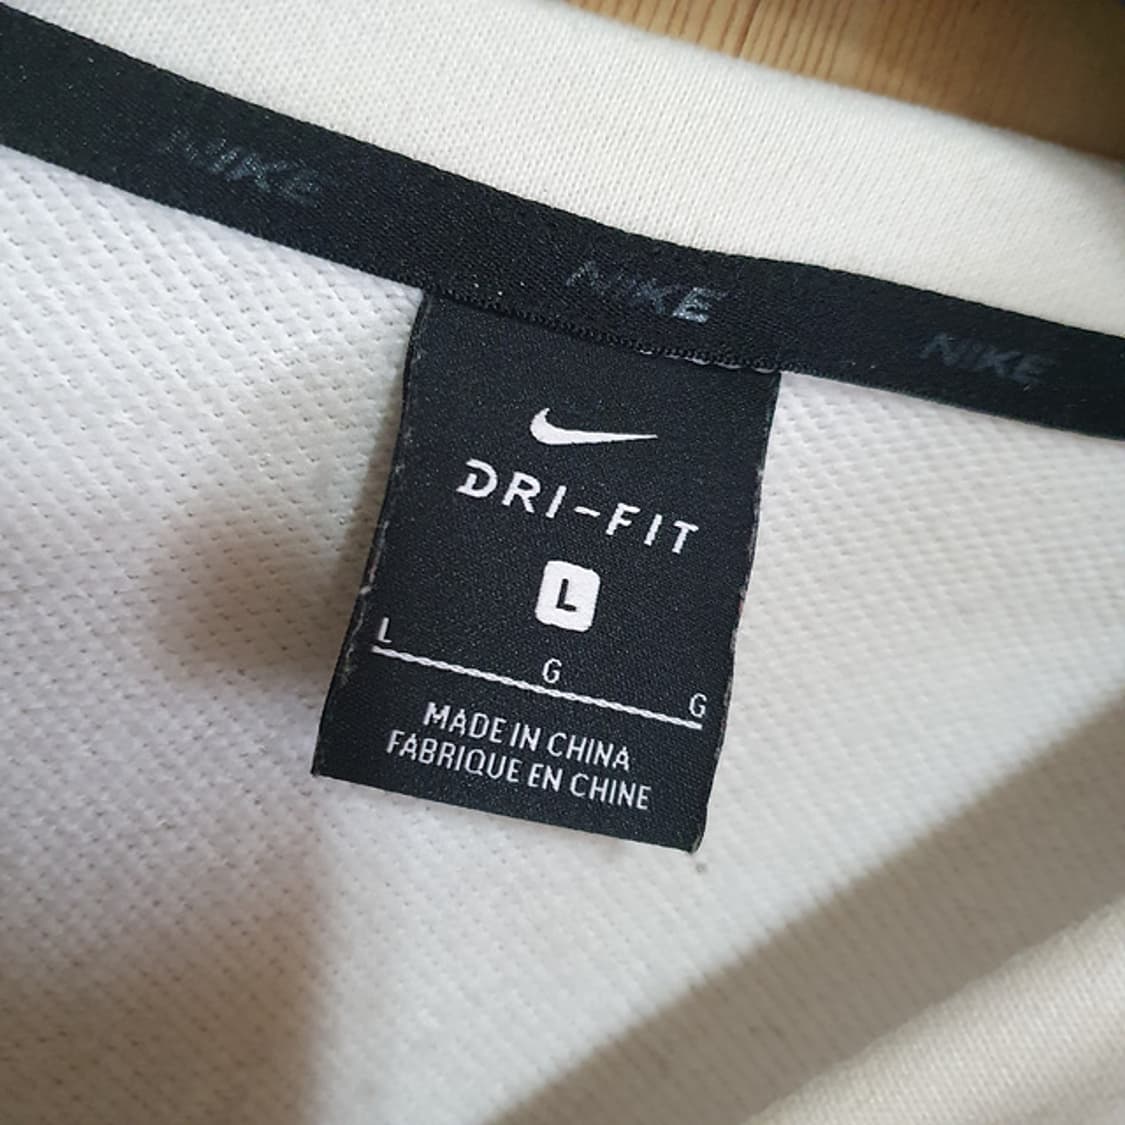 NIKE
NIKE
NIKE
DRI-FIT
L
L G G
MADE IN CHINA
FABRIQUE EN CHINE